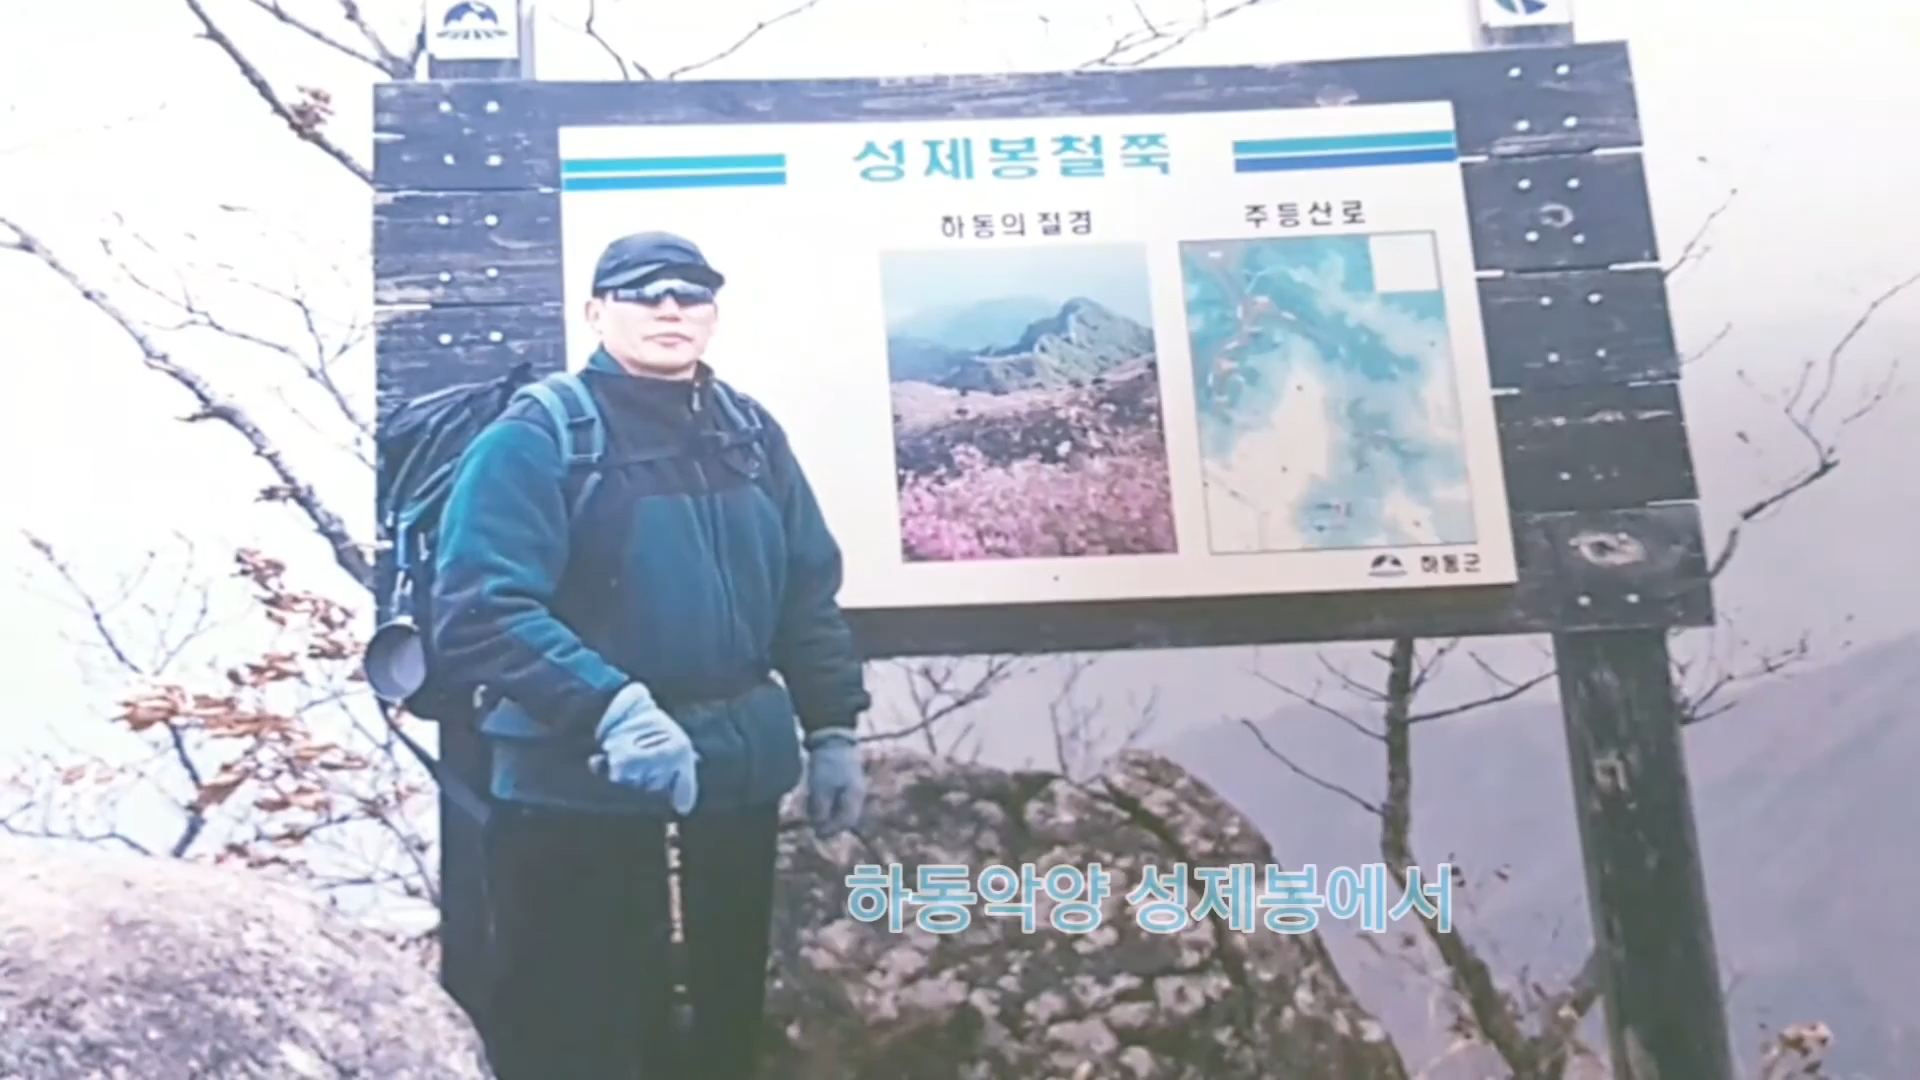 성제봉철쭉
하동의 절경
주등산로
하동군
하동악양 성제봉에서